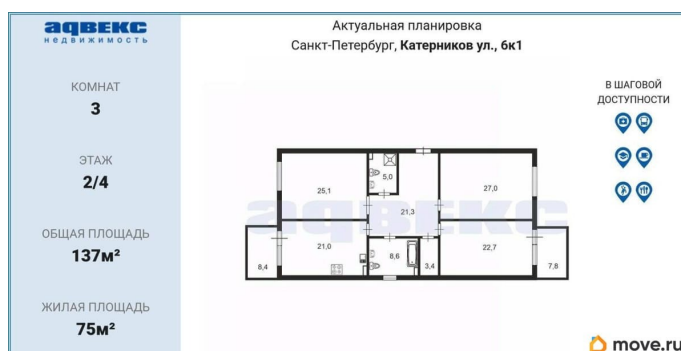 адвекс
НЕДВИЖИМОСТЬ
КОМНАТ
3
ЭТАЖ
2/4
ОБЩАЯ ПЛОЩАДЬ
137м²
ЖИЛАЯ ПЛОЩАДЬ
75м²
Актуальная планировка
Санкт-Петербург, Катерников ул., 6к1
25,1
5,0
27,0
21,3
адвекс
21,0
8,6
3,4
22,7
8,4
7,8
В ШАГОВОЙ
ДОСТУПНОСТИ
move.ru